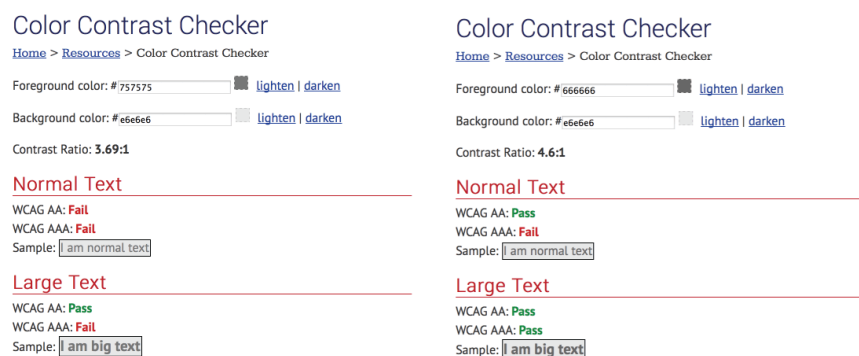 Color Contrast Checker
Home > Resources > Color Contrast Checker
Foreground color: # 757575 lighten | darken
Background color: # e6e6e6 lighten | darken
Contrast Ratio: 3.69:1
Normal Text
WCAG AA: Fail
WCAG AAA: Fail
Sample: I am normal text
Large Text
WCAG AA: Pass
WCAG AAA: Fail
Sample: I am big text
Color Contrast Checker
Home > Resources > Color Contrast Checker
Foreground color: # 666666 lighten | darken
Background color: # e6e6e6 lighten | darken
Contrast Ratio: 4.6:1
Normal Text
WCAG AA: Pass
WCAG AAA: Fail
Sample: I am normal text
Large Text
WCAG AA: Pass
WCAG AAA: Pass
Sample: I am big text